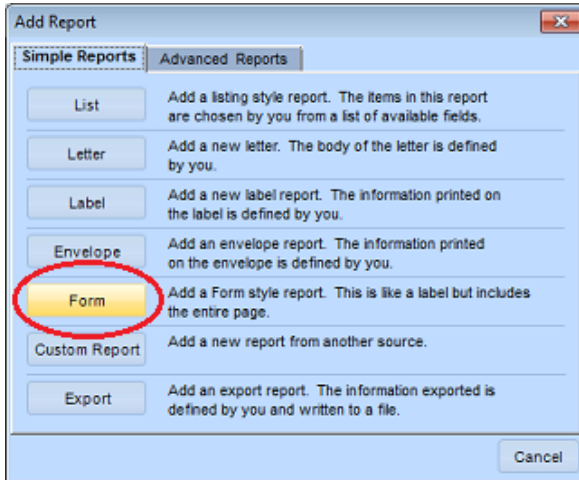 Add Report
Simple Reports
Advanced Reports
List
Add a listing style report. The items in this report
are chosen by you from a list of available fields.
Letter
Add a new letter. The body of the letter is defined
by you.
Label
Add a new label report. The information printed on
the label is defined by you.
Envelope
Add an envelope report. The information printed
on the envelope is defined by you.
Form
Add a Form style report. This is like a label but includes
the entire page.
Custom Report
Add a new report from another source.
Export
Add an export report. The information exported is
defined by you and written to a file.
Cancel